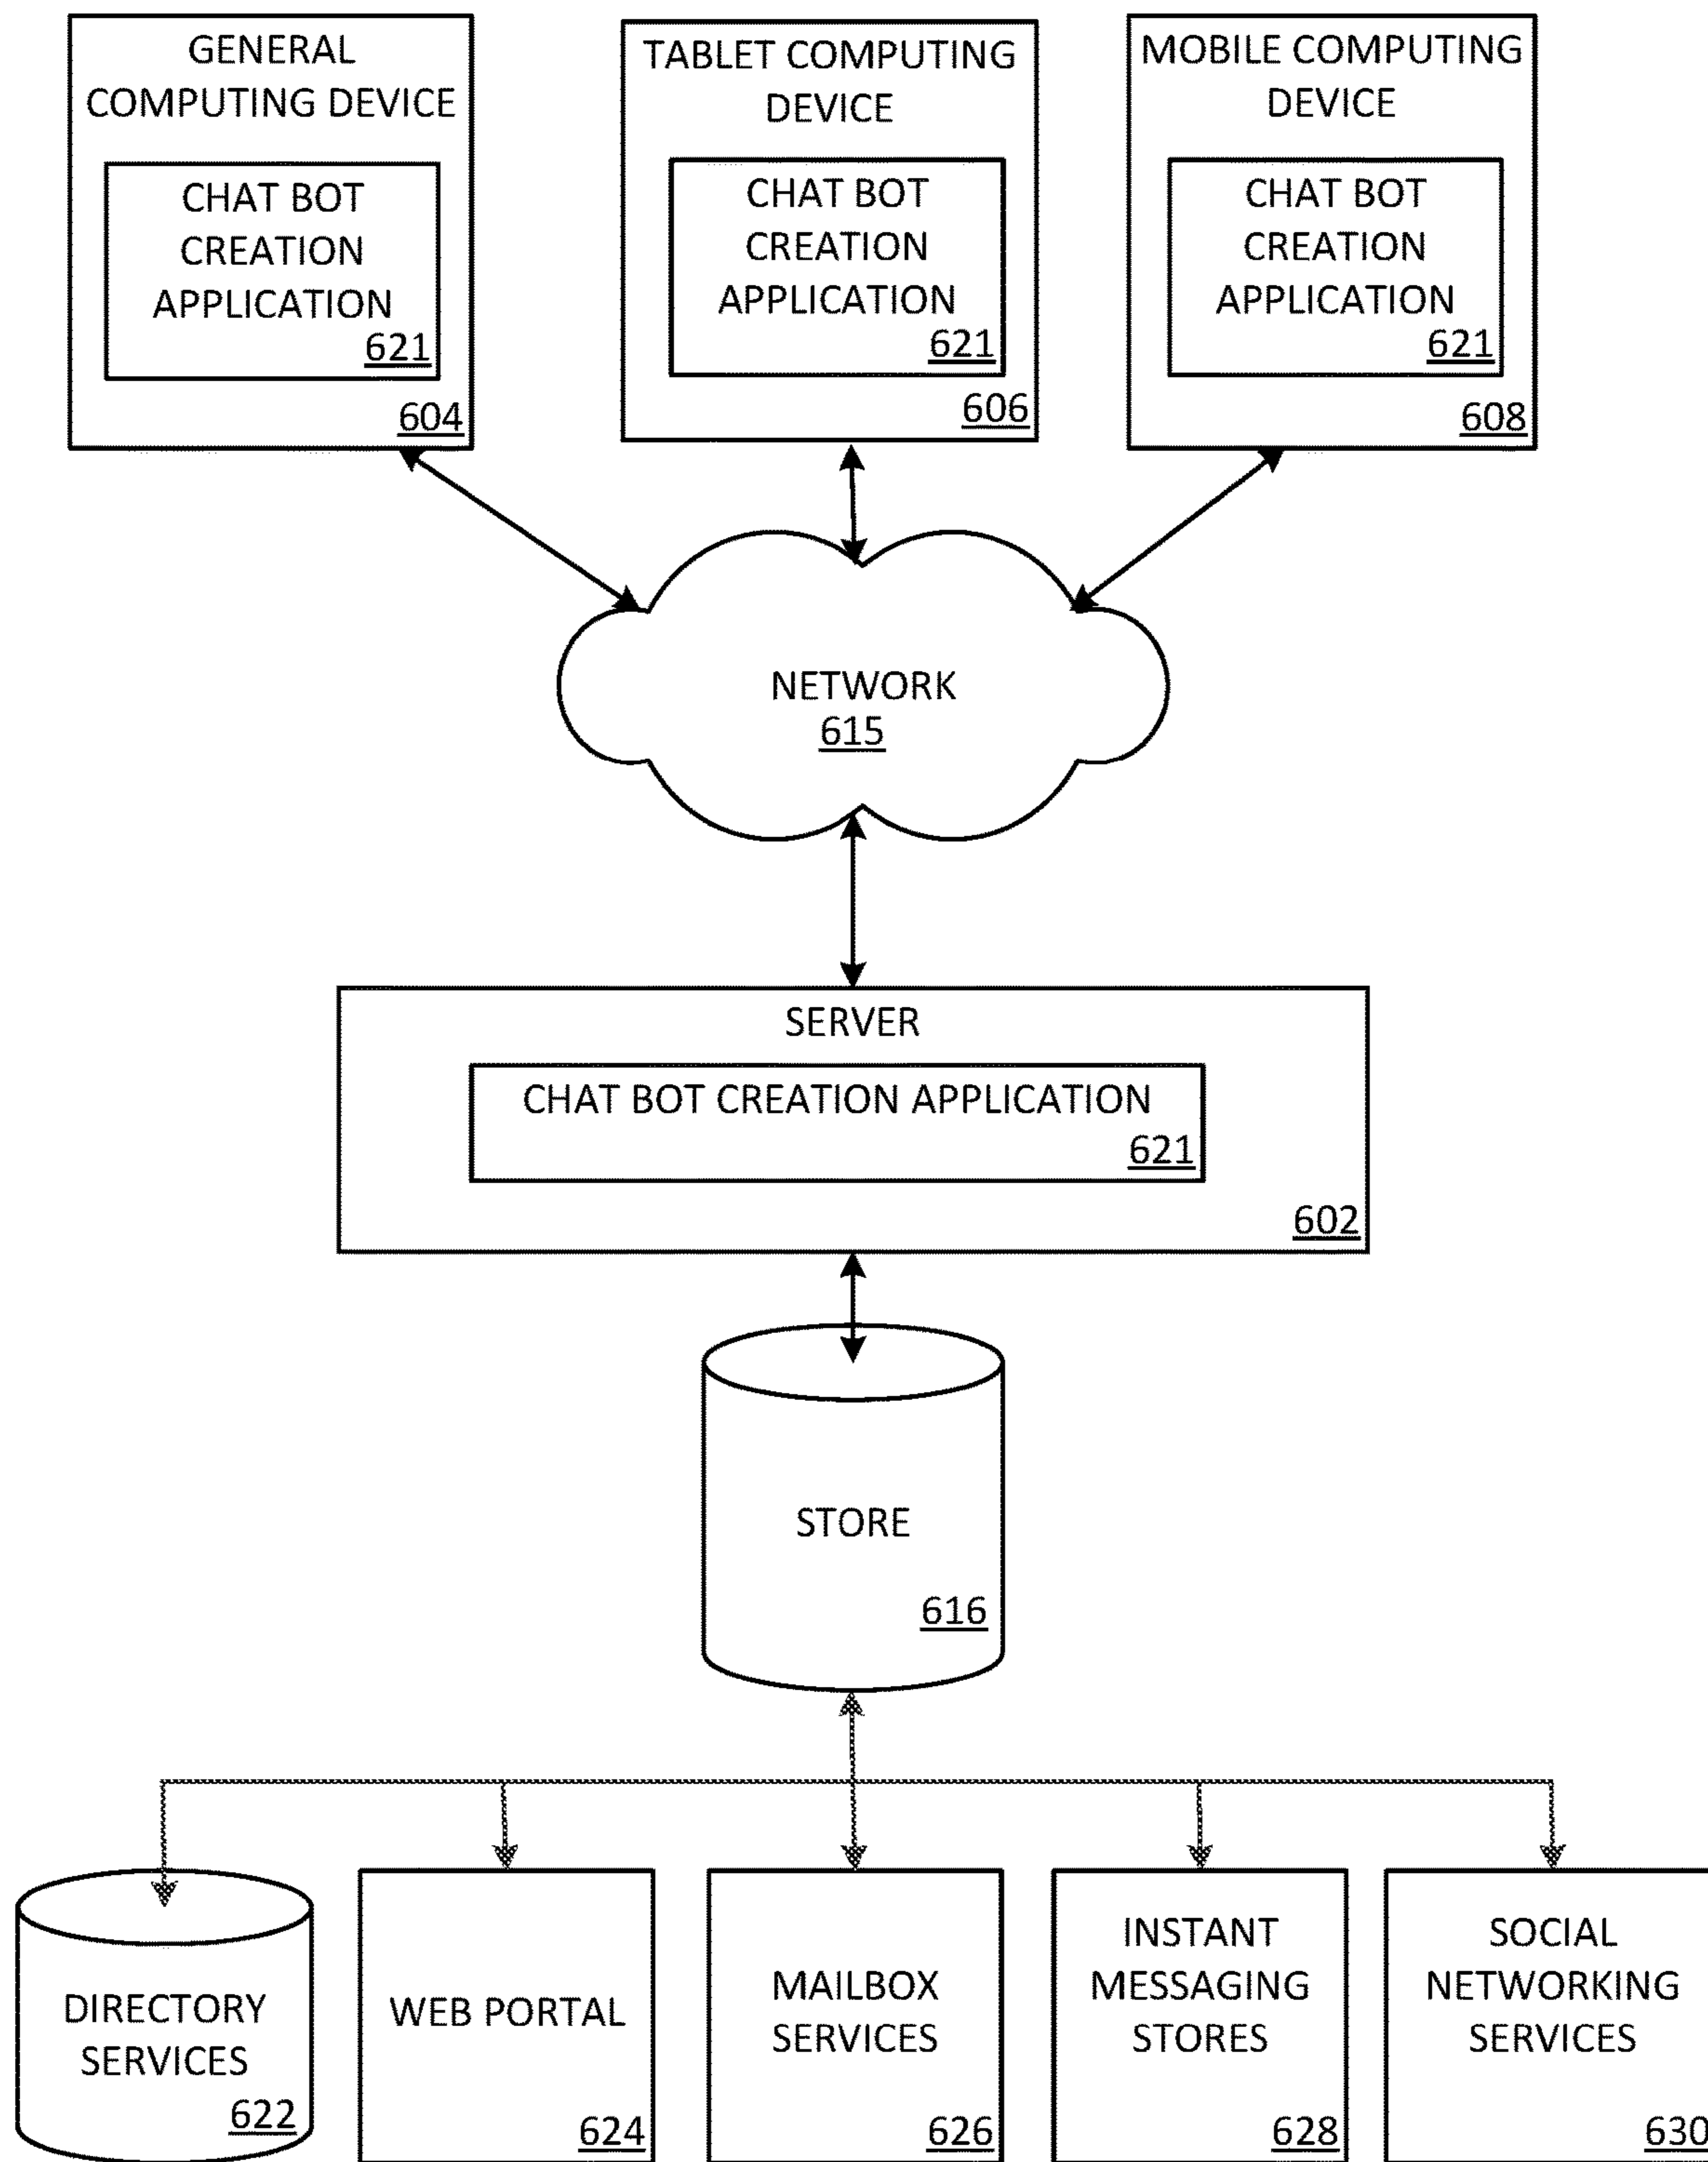 GENERAL
COMPUTING DEVICE
CHAT BOT
CREATION
APPLICATION
621
604
TABLET COMPUTING
DEVICE
CHAT BOT
CREATION
APPLICATION
621
606
MOBILE COMPUTING
DEVICE
CHAT BOT
CREATION
APPLICATION
621
608
NETWORK
615
SERVER
CHAT BOT CREATION APPLICATION
621
602
STORE
616
DIRECTORY
SERVICES
622
WEB PORTAL
624
MAILBOX
SERVICES
626
INSTANT
MESSAGING
STORES
628
SOCIAL
NETWORKING
SERVICES
630